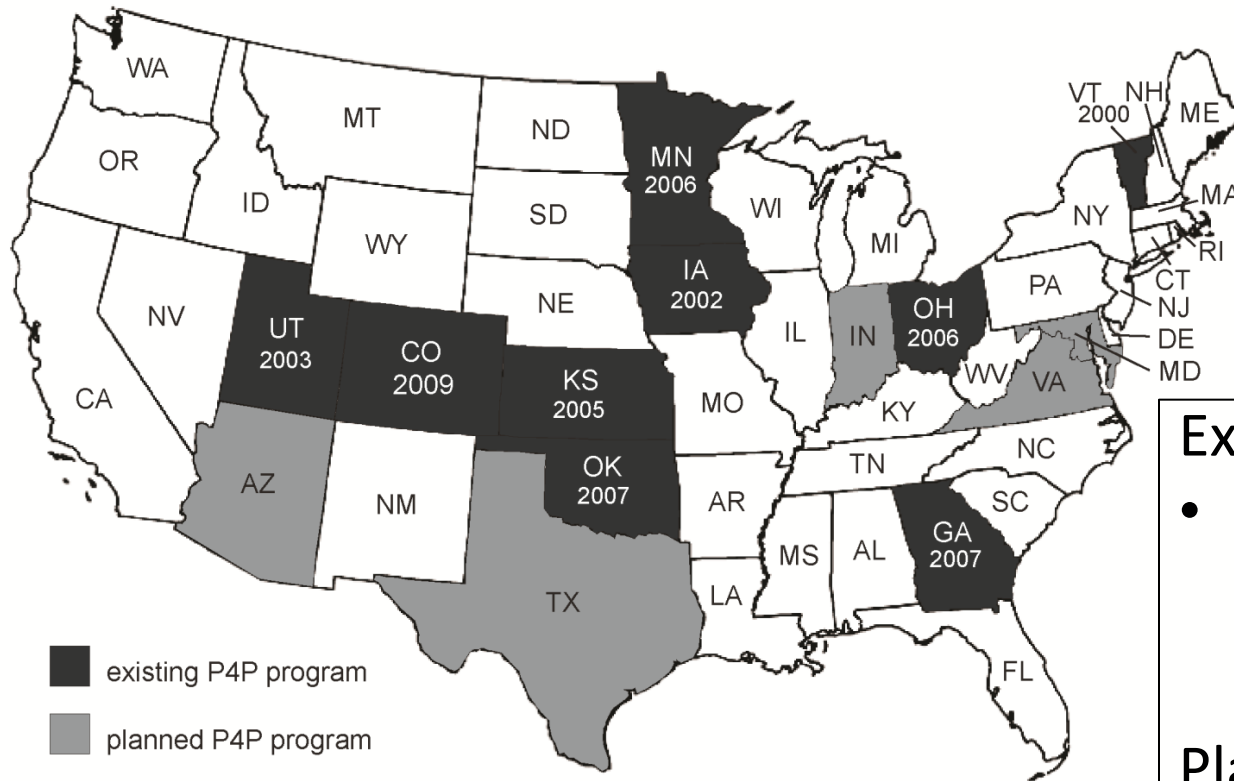 WA
MT
ND
MN
2006
VT
2000
NH
ME
OR
ID
SD
WI
MI
NY
MA
WY
RI
CT
IA
2002
NE
PA
NJ
NV
UT
2003
CO
2009
IL
IN
OH
2006
DE
MD
WV
VA
CA
KS
2005
MO
KY
NC
TN
AZ
NM
OK
2007
AR
SC
GA
2007
MS
AL
TX
LA
FL
existing P4P program
planned P4P program
Ex
•
Pla